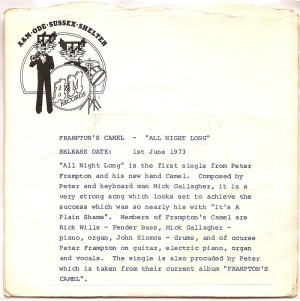 A&M·ODE·SUSSEX·SHELTER
A&M
RECORDS
FRAMPTON'S CAMEL - "ALL NIGHT LONG"
RELEASE DATE: 1st June 1973
"All Night Long" is the first single from Peter
Frampton and his new band Camel. Composed by
Peter and keyboard man Mick Gallagher, it is a
very strong song which looks set to achieve the
success which was so nearly his with "It's A
Plain Shame". Members of Frampton's Camel are
Rick Wills - Fender Bass, Mick Gallagher -
piano, organ, John Siomos - drums, and of course
Peter Frampton on guitar, electric piano, organ
and vocals. The single is also procuded by Peter
which is taken from their current album "FRAMPTON'S
CAMEL".